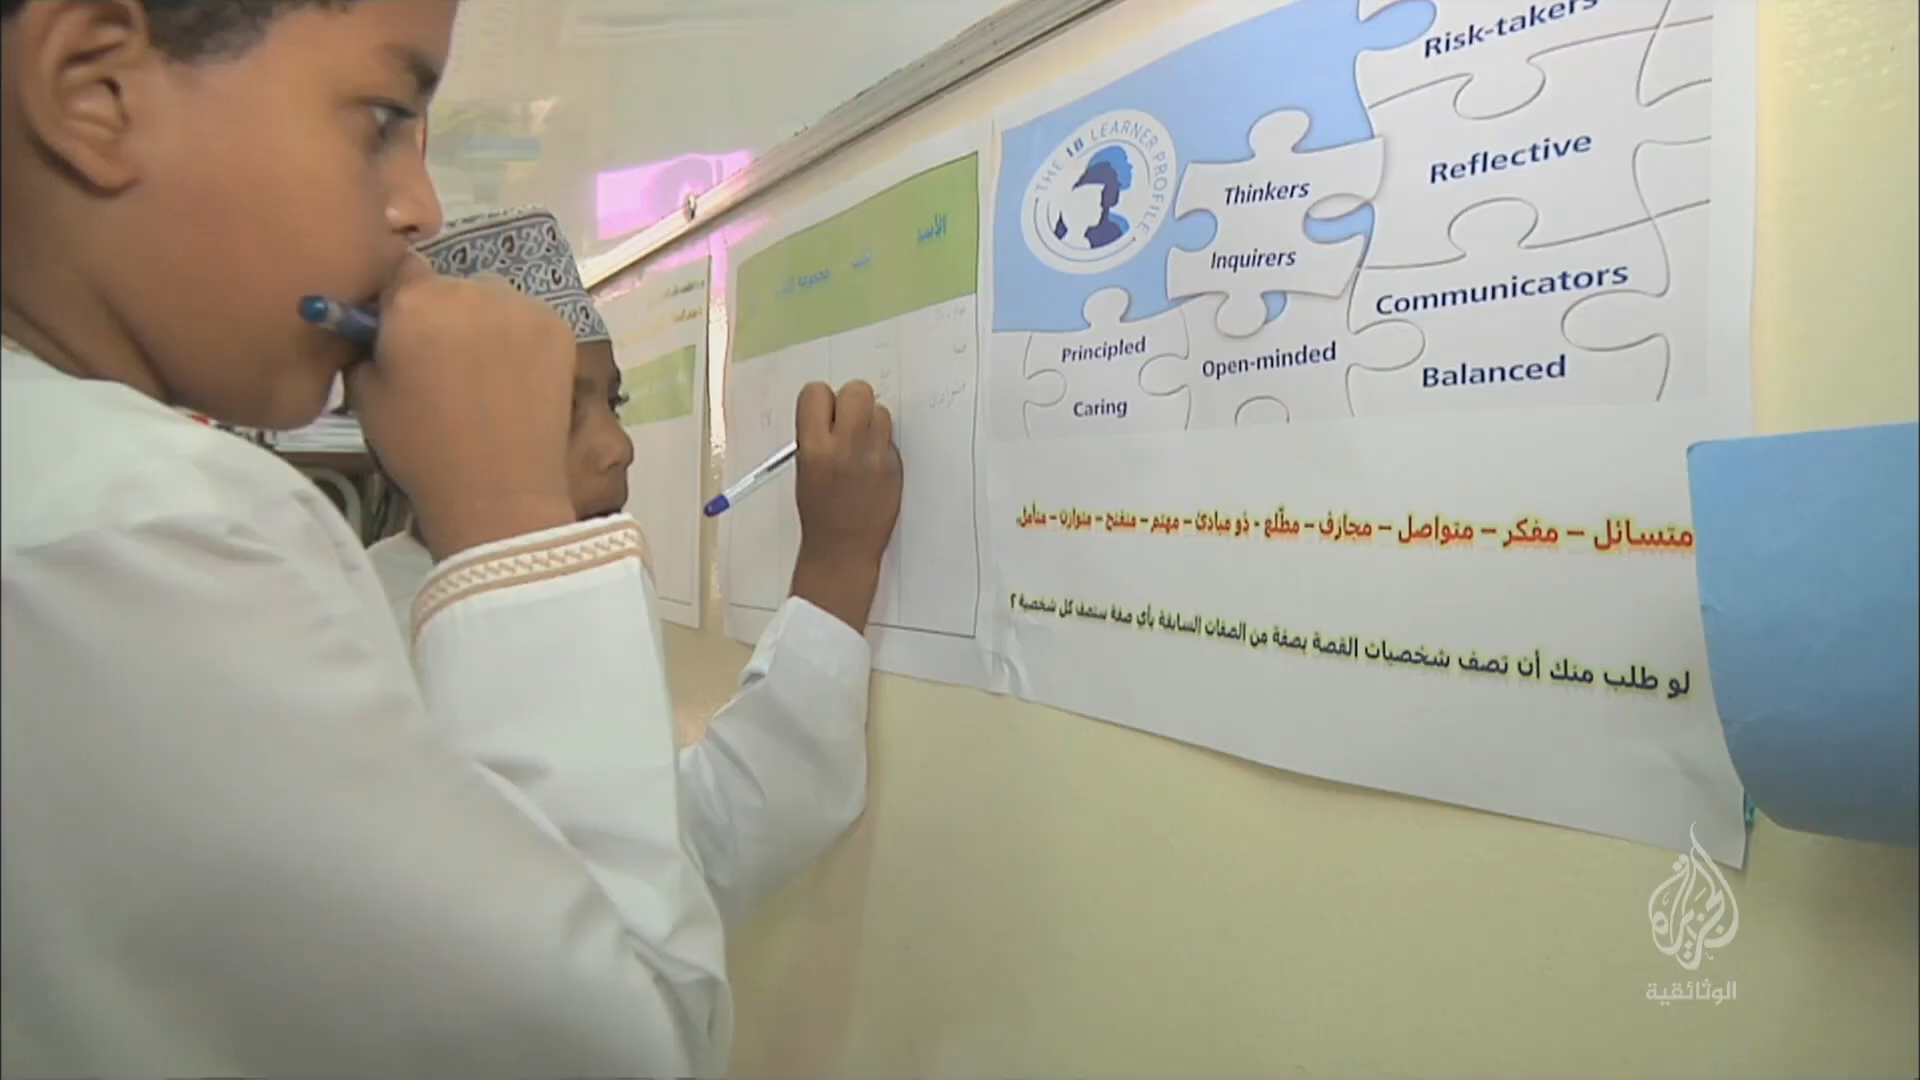 Risk-takers
THE IB LEARNER PROFILE
Thinkers
Reflective
Inquirers
Communicators
Principled
Open-minded
Balanced
Caring
متسائل – مفكر – متواصل – مجازف – مطّلع - ذو مبادئ – مهتم – منفتح – متوازن – متأمل.
لو طلب منك أن تصف شخصيات القصة بصفة من الصفات السابقة بأي صفة ستصف كل شخصية ؟
الجزيرة
الوثائقية